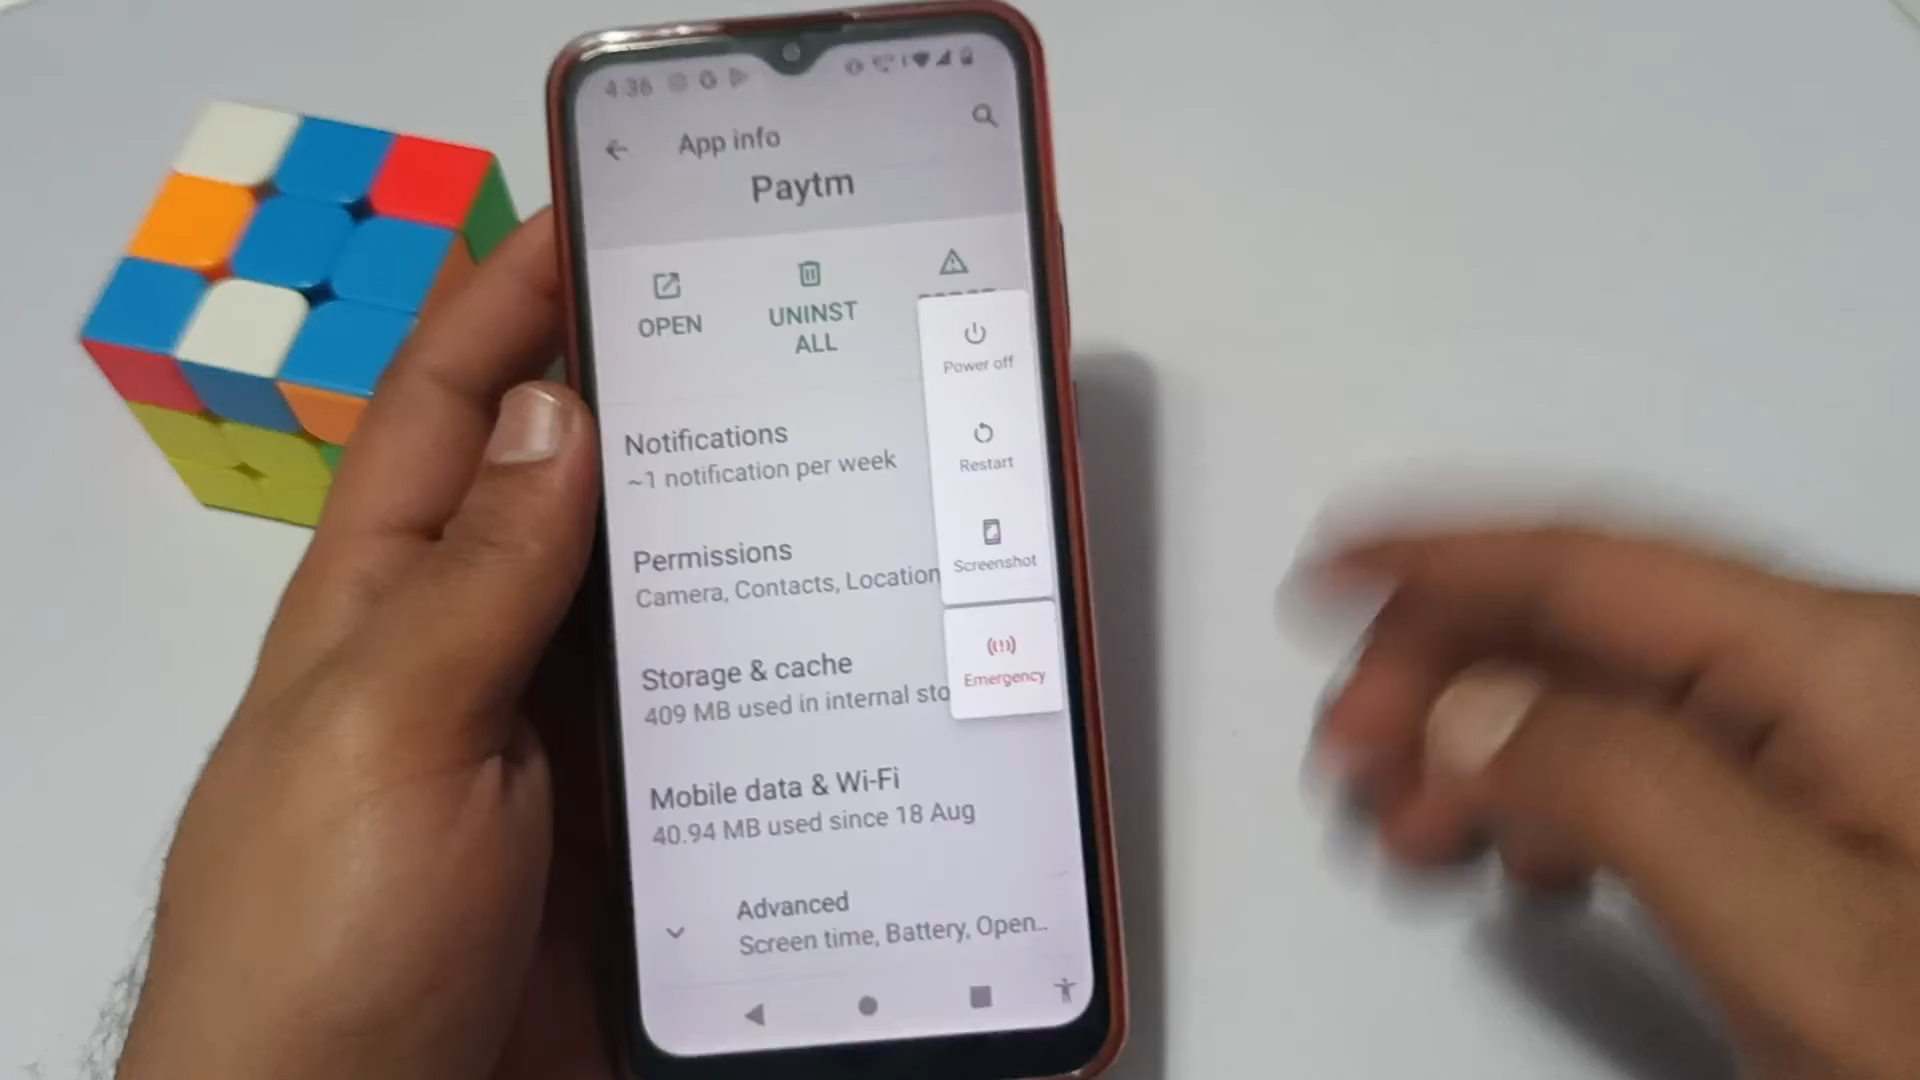 4:36
App info
Paytm
OPEN
UNINST
ALL
Power off
Restart
Screenshot
Emergency
Notifications
~1 notification per week
Permissions
Camera, Contacts, Location
Storage & cache
409 MB used in internal sto
Mobile data & Wi-Fi
40.94 MB used since 18 Aug
Advanced
Screen time, Battery, Open..